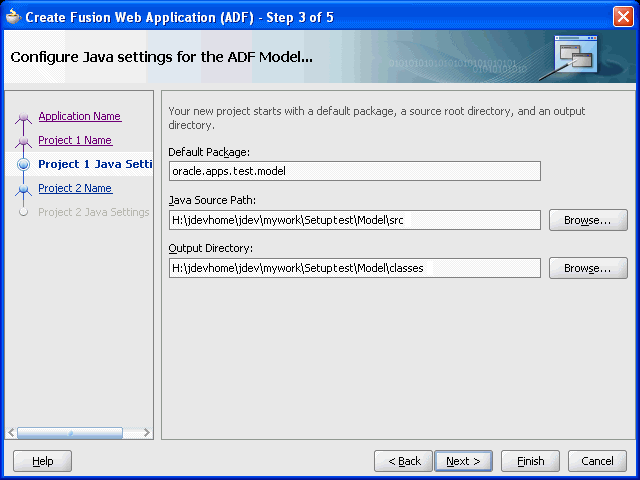 Create Fusion Web Application (ADF) - Step 3 of 5
Configure Java settings for the ADF Model...
Application Name
Project 1 Name
Project 1 Java Setti
Project 2 Name
Project 2 Java Settings
Your new project starts with a default package, a source root directory, and an output
directory.
Default Package:
oracle.apps.test.model
Java Source Path:
H:\jdevhome\jdev\mywork\Setuptest\Model\src
Browse...
Output Directory:
H:\jdevhome\jdev\mywork\Setuptest\Model\classes
Browse...
Help
< Back
Next >
Finish
Cancel